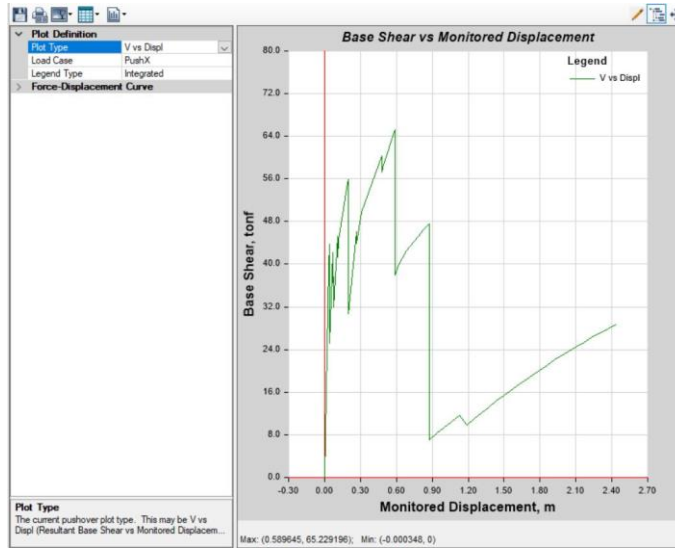 Plot Definition
Plot Type V vs Displ
Load Case PushX
Legend Type Integrated
Force-Displacement Curve
Plot Type
The current pushover plot type. This may be V vs
Displ (Resultant Base Shear vs Monitored Displacem...
Base Shear vs Monitored Displacement
Legend
V vs Displ
80.0
72.0
64.0
56.0
48.0
40.0
32.0
24.0
16.0
8.0
0.0
Base Shear, tonf
-0.30 0.00 0.30 0.60 0.90 1.20 1.50 1.80 2.10 2.40 2.70
Monitored Displacement, m
Max: (0.589645, 65.229196); Min: (-0.000348, 0)